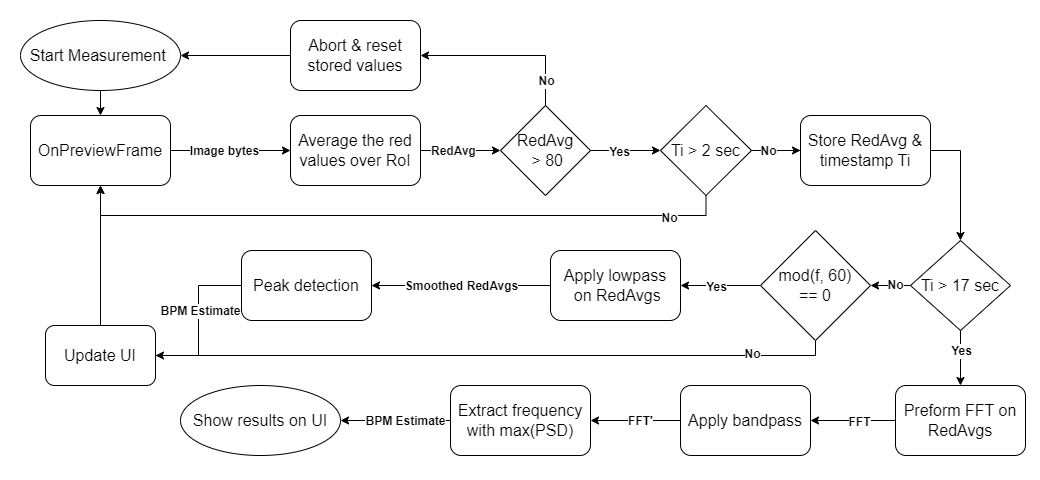 Start Measurement
Abort & reset
stored values
No
OnPreviewFrame
Image bytes
Average the red
values over RoI
RedAvg
RedAvg
> 80
Yes
Ti > 2 sec
No
Store RedAvg &
timestamp Ti
No
Peak detection
Smoothed RedAvgs
Apply lowpass
on RedAvgs
Yes
mod(f, 60)
== 0
No
Ti > 17 sec
BPM Estimate
Update UI
No
Yes
Show results on UI
BPM Estimate
Extract frequency
with max(PSD)
FFT'
Apply bandpass
FFT
Preform FFT on
RedAvgs